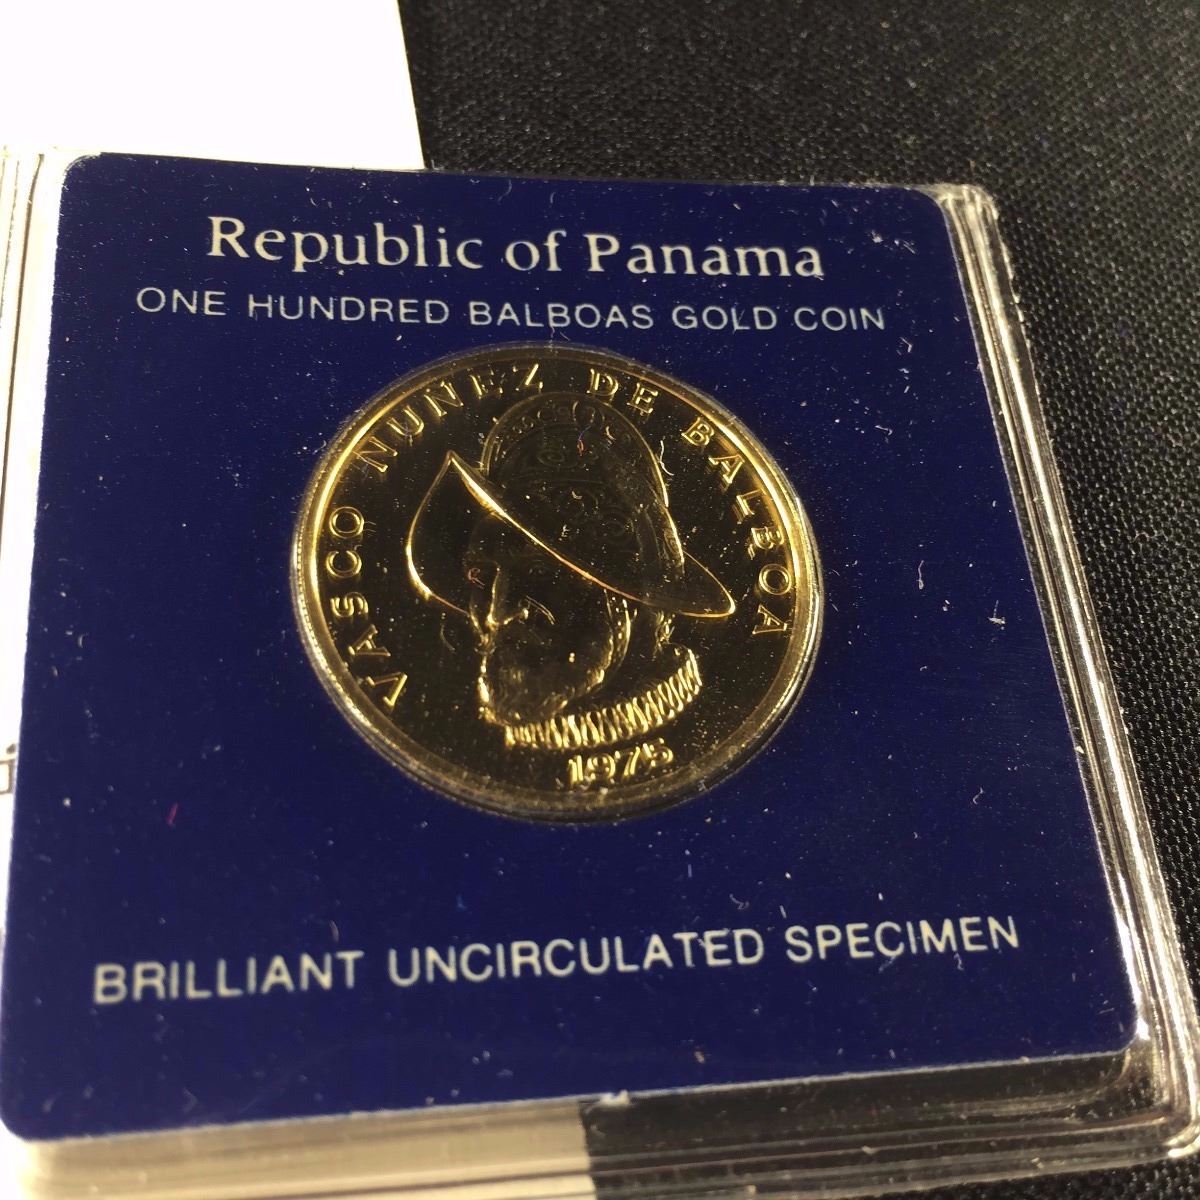 Republic of Panama
ONE HUNDRED BALBOAS GOLD COIN
VASCO NUNEZ DE BALBOA
1975
BRILLIANT UNCIRCULATED SPECIMEN